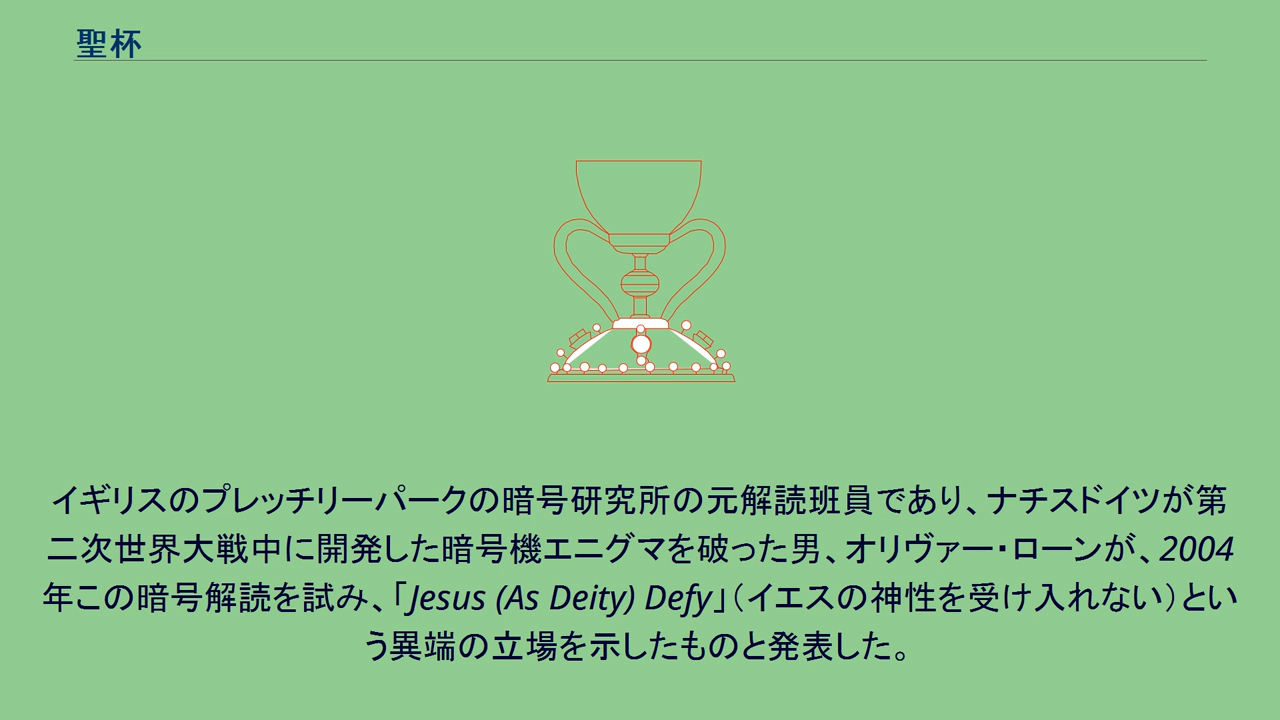 聖杯
イギリスのプレッチリーパークの暗号研究所の元解読班員であり、ナチスドイツが第
二次世界大戦中に開発した暗号機エニグマを破った男、オリヴァー・ローンが、2004
年この暗号解読を試み、「Jesus (As Deity) Defy」（イエスの神性を受け入れない）とい
う異端の立場を示したものと発表した。